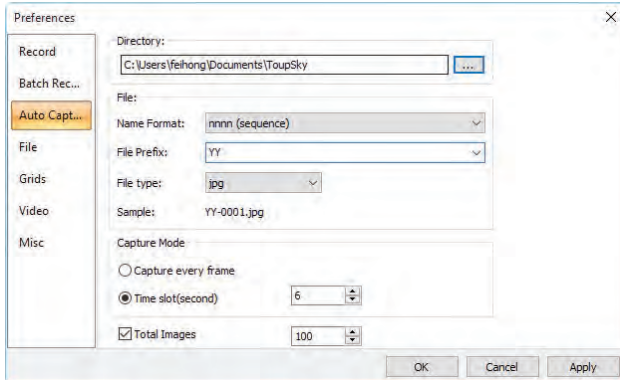 Preferences
Record
Batch Rec...
Auto Capt...
File
Grids
Video
Misc
Directory:
C:\Users\feihong\Documents\ToupSky
...
File:
Name Format: nnnn (sequence)
File Prefix: YY
File type: jpg
Sample: YY-0001.jpg
Capture Mode
Capture every frame
Time slot(second) 6
Total Images 100
OK Cancel Apply